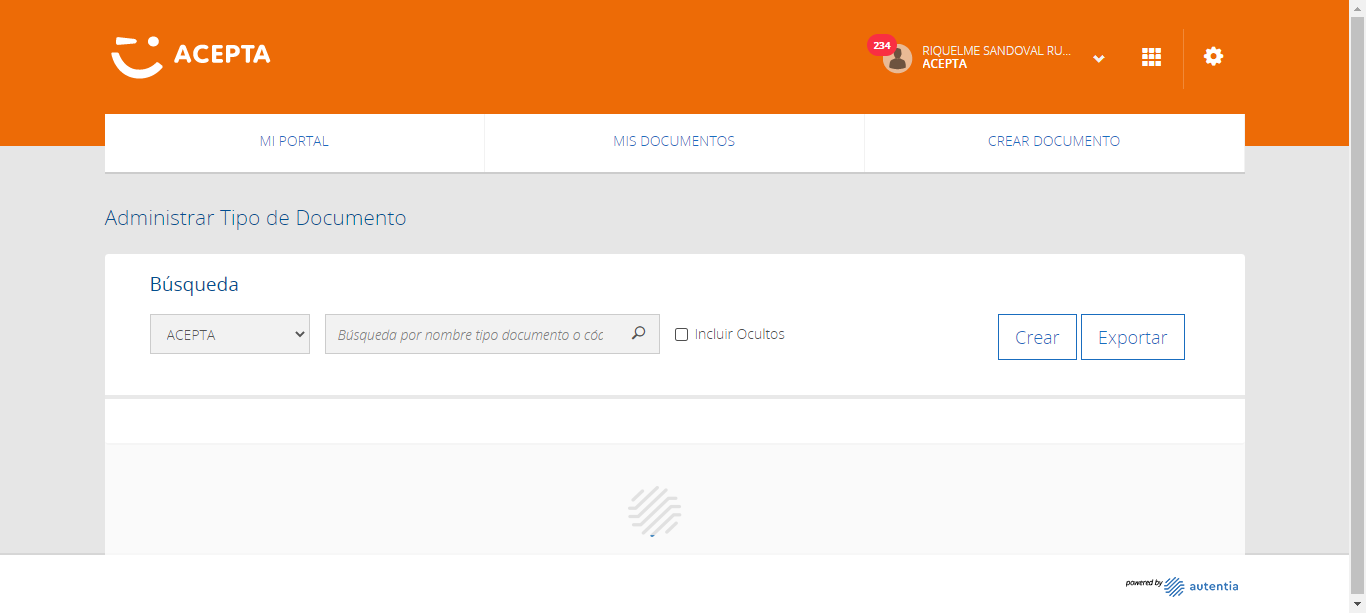 ACEPTA
234
RIQUELME SANDOVAL RU...
ACEPTA
MI PORTAL
MIS DOCUMENTOS
CREAR DOCUMENTO
Administrar Tipo de Documento
Búsqueda
ACEPTA
Búsqueda por nombre tipo documento o cóc
Incluir Ocultos
Crear
Exportar
powered by autentia